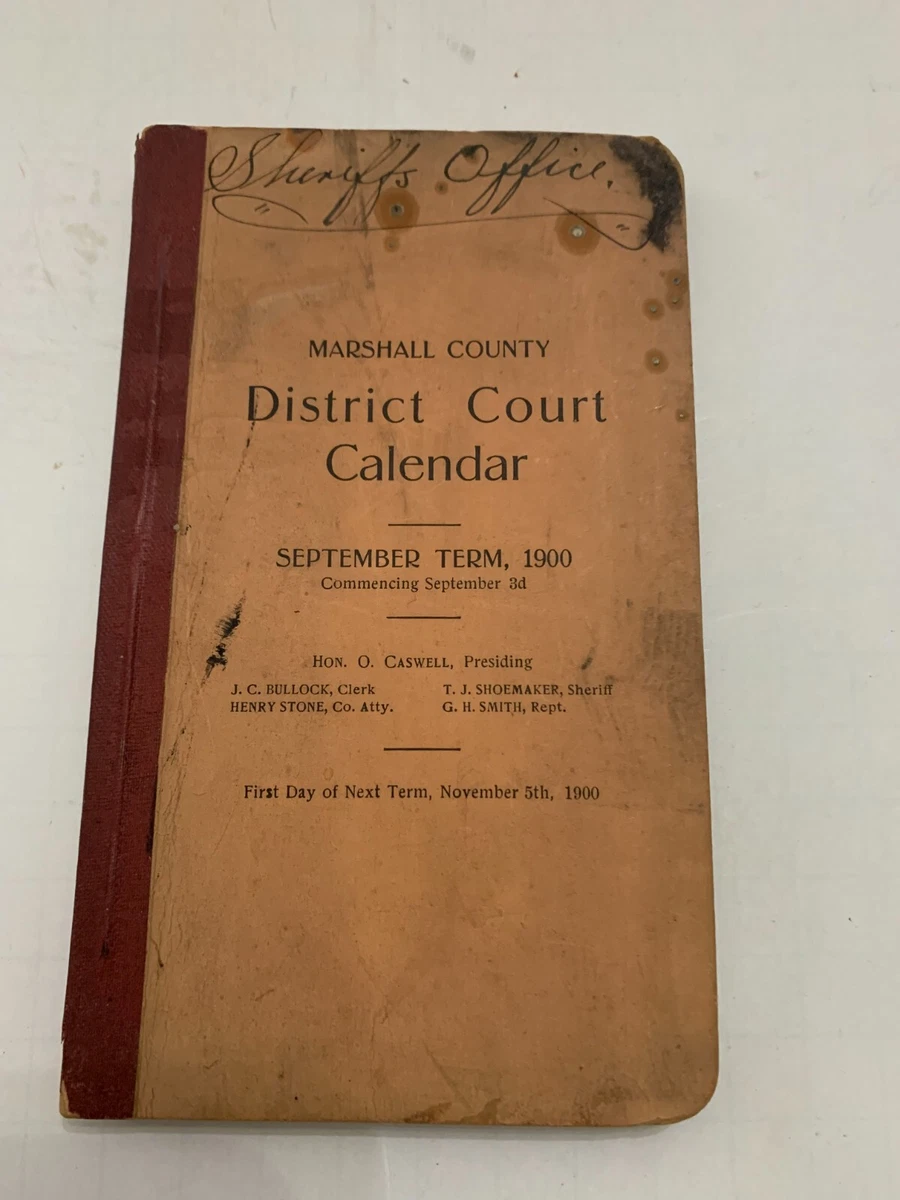 Sheriff's Office.
MARSHALL COUNTY
District Court
Calendar
SEPTEMBER TERM, 1900
Commencing September 3d
HON. O. CASWELL, Presiding
J. C. BULLOCK, Clerk T. J. SHOEMAKER, Sheriff
HENRY STONE, Co. Atty. G. H. SMITH, Rept.
First Day of Next Term, November 5th, 1900